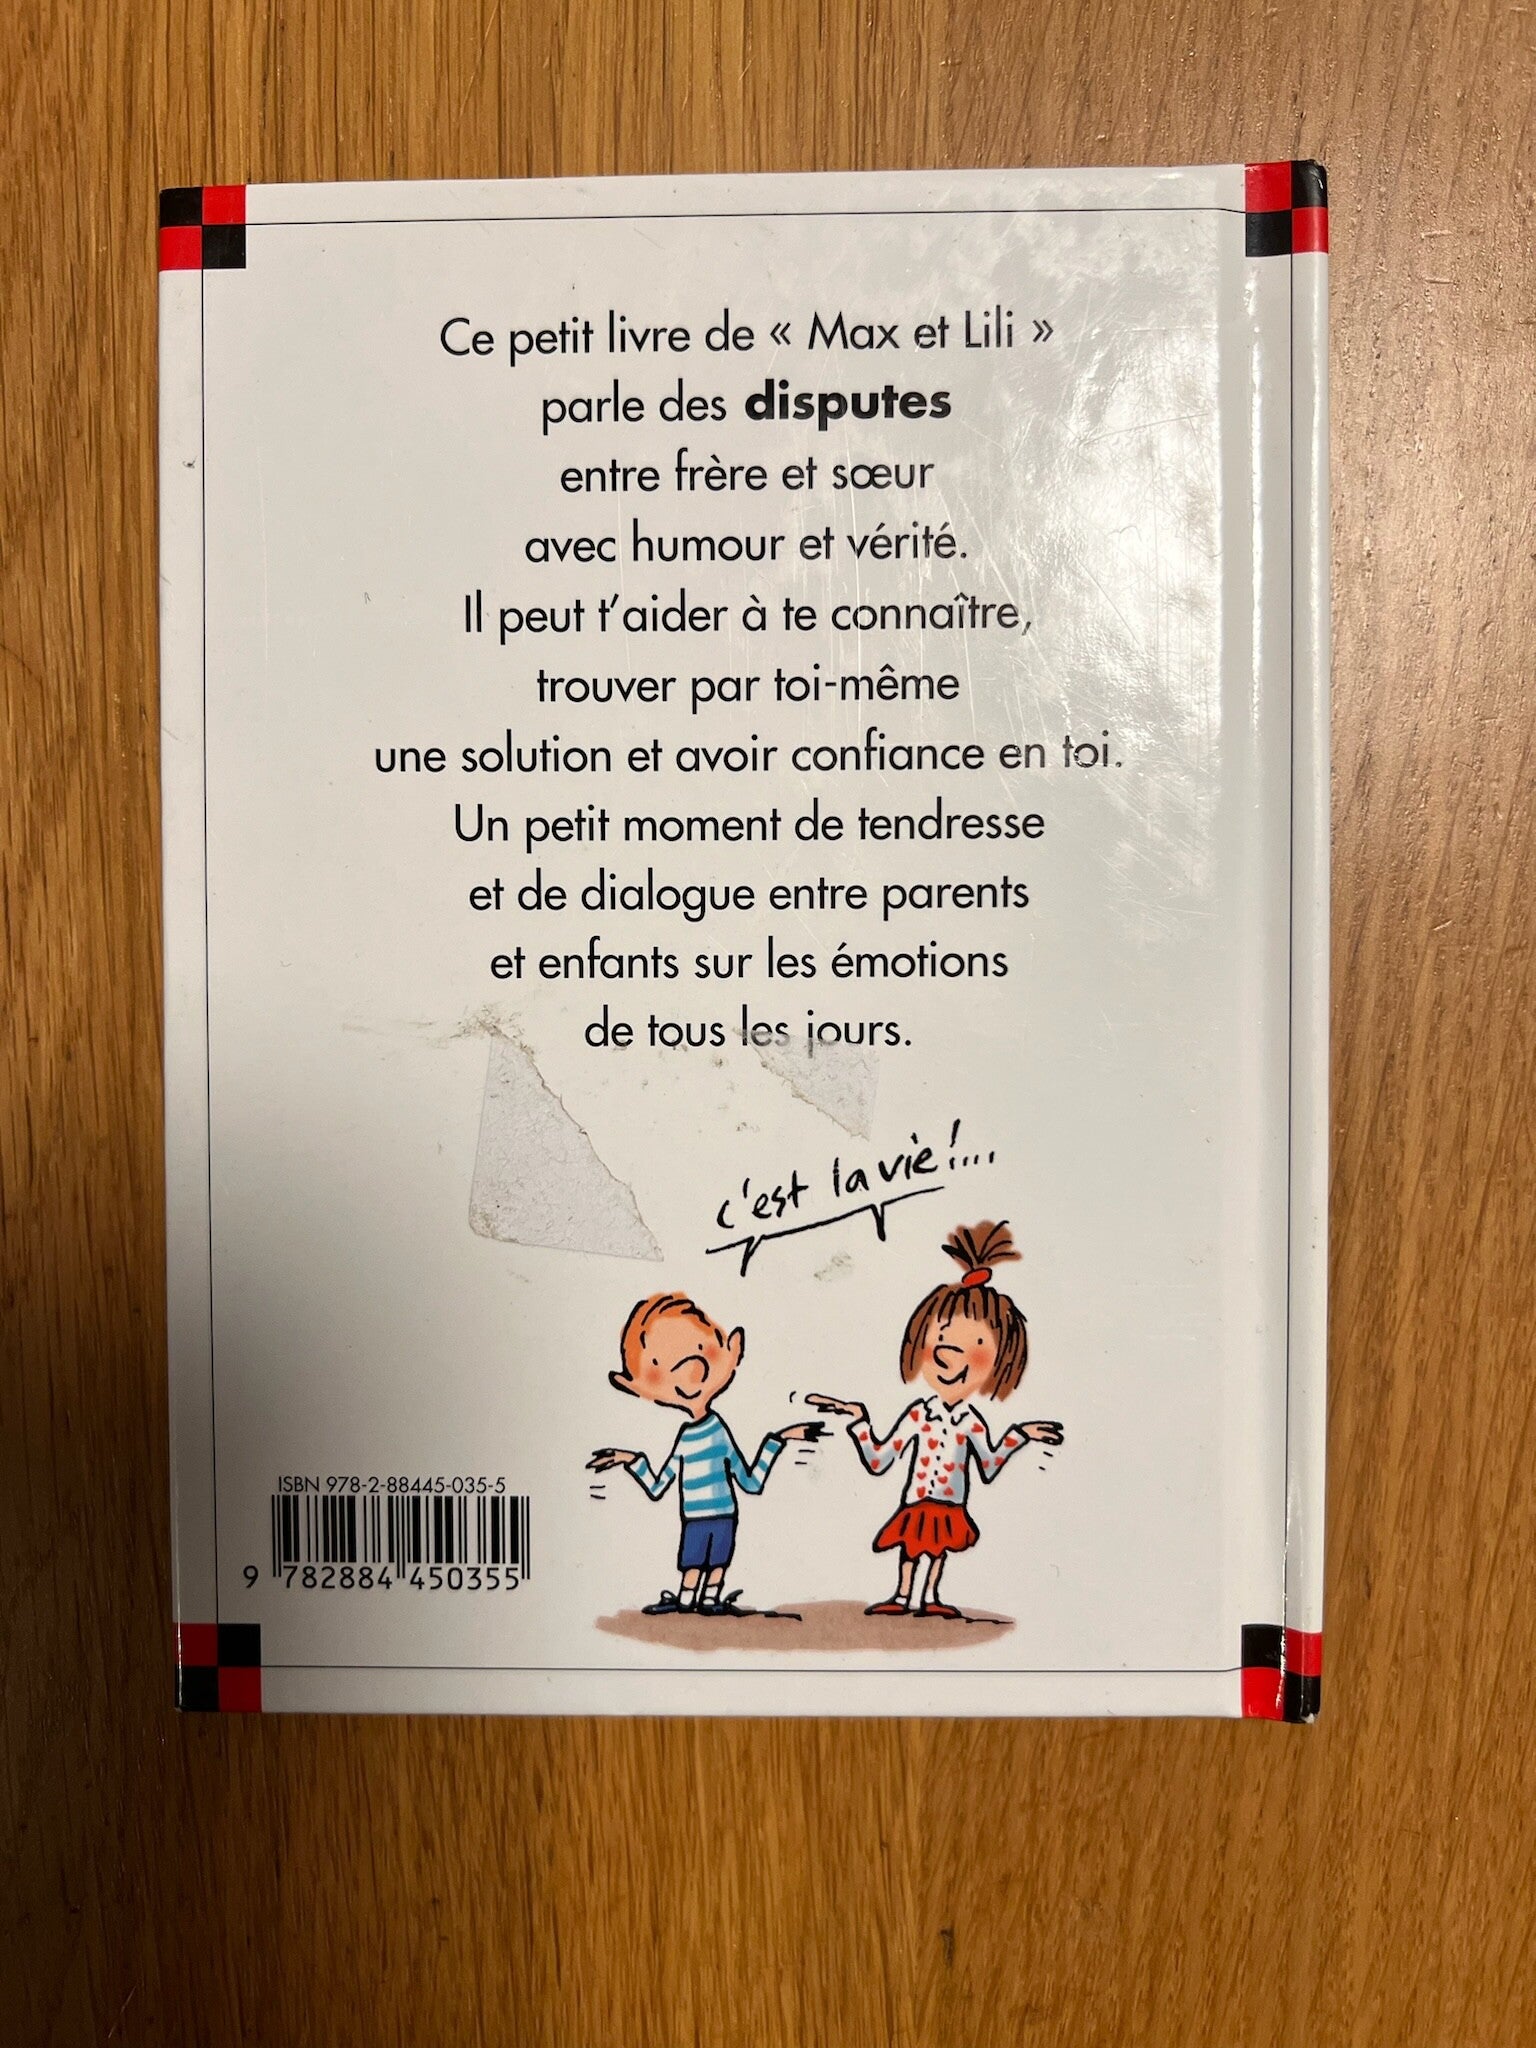 Ce petit livre de « Max et Lili »
parle des disputes
entre frère et sœur
avec humour et vérité.
Il peut t'aider à te connaître,
trouver par toi-même
une solution et avoir confiance en toi.
Un petit moment de tendresse
et de dialogue entre parents
et enfants sur les émotions
de tous les jours.
c'est la vie!...
ISBN 978-2-88445-035-5
9 782884 450355